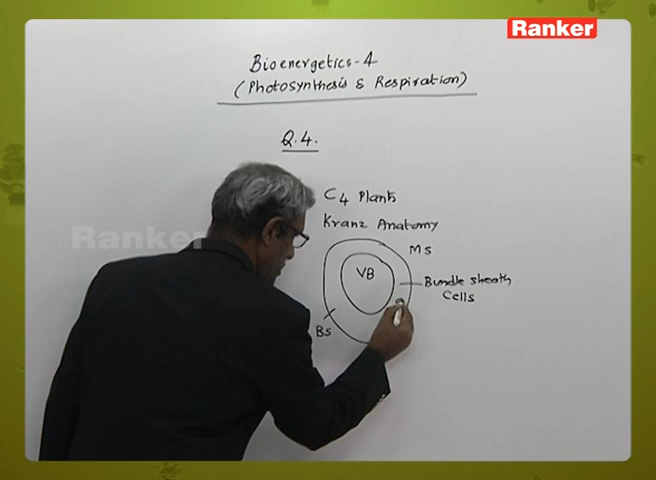 Ranker
Bioenergetics-4
(Photosynthesis & Respiration)
Q.4.
C4 Plants
Kranz Anatomy
Ranker
MS
VB
Bundle sheath
Cells
BS